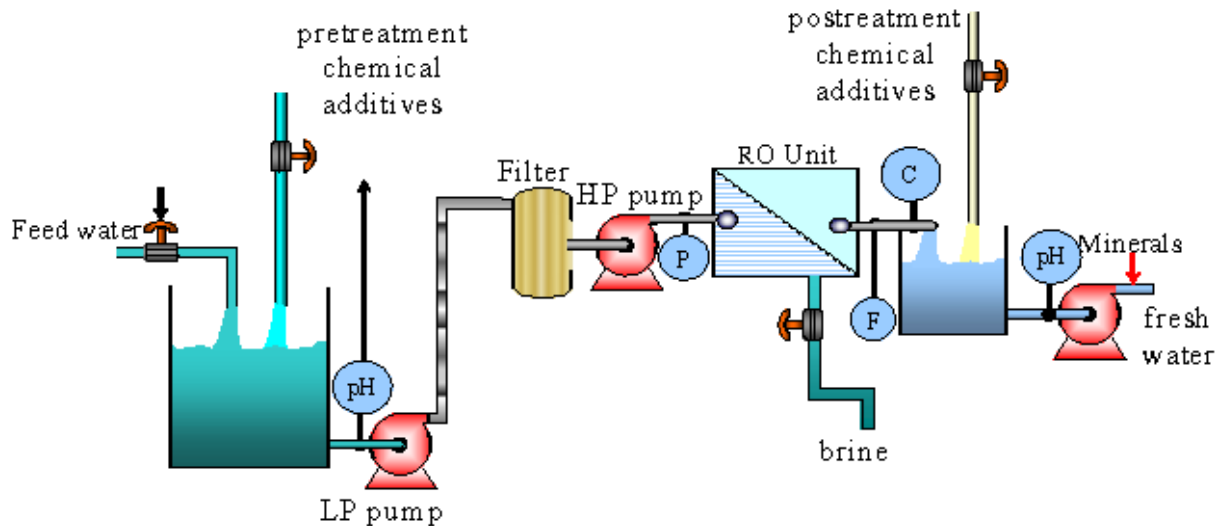 pretreatment
chemical
additives
postreatment
chemical
additives
Feed water
Filter
HP pump
RO Unit
C
P
F
pH
Minerals
fresh
water
pH
LP pump
brine